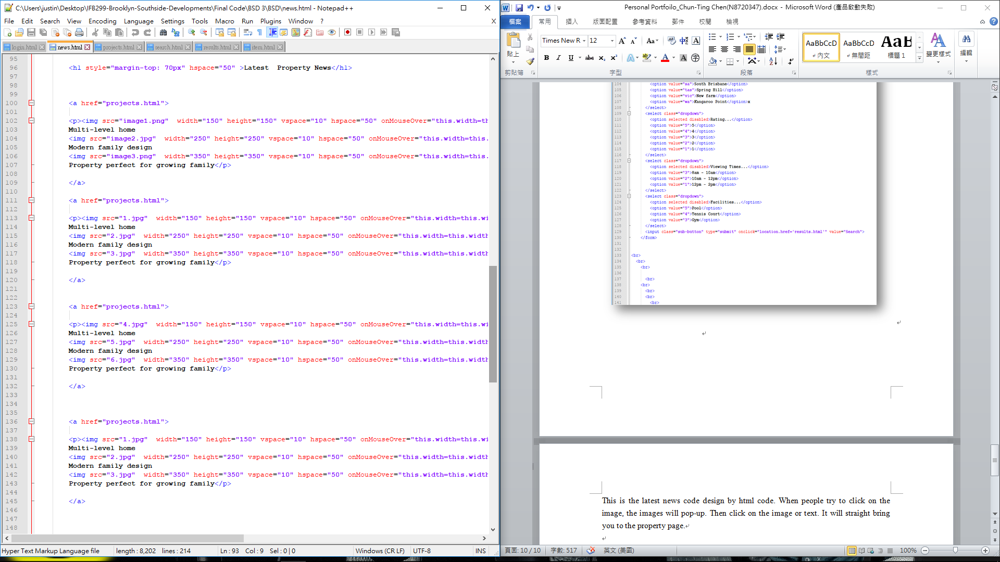 C:\Users\justin\Desktop\IFB299-Brooklyn-Southside-Developments\Final Code\BSD 3\BSD\news.html - Notepad++
File Edit Search View Encoding Language Settings Tools Macro Run Plugins Window ? X
login.html news.html projects.html search.html results.html item.html
95
96 <h1 style="margin-top: 70px" hspace="50" >Latest  Property News</h1>
97
98
99
100 <a href="projects.html">
101
102 <p><img src="image1.png"  width="150" height="150" vspace="10" hspace="50" onMouseOver="this.width=th
103 Multi-level home
104 <img src="image2.jpg"  width="250" height="250" vspace="10" hspace="50" onMouseOver="this.width=this.
105 Modern family design
106 <img src="image3.png"  width="350" height="350" vspace="10" hspace="50" onMouseOver="this.width=this.
107 Property perfect for growing family</p>
108
109 </a>
110
111 <a href="projects.html">
112
113 <p><img src="1.jpg"  width="150" height="150" vspace="10" hspace="50" onMouseOver="this.width=this.wi
114 Multi-level home
115 <img src="2.jpg"  width="250" height="250" vspace="10" hspace="50" onMouseOver="this.width=this.width
116 Modern family design
117 <img src="3.jpg"  width="350" height="350" vspace="10" hspace="50" onMouseOver="this.width=this.width
118 Property perfect for growing family</p>
119
120 </a>
121
122
123 <a href="projects.html">
124
125 <p><img src="4.jpg"  width="150" height="150" vspace="10" hspace="50" onMouseOver="this.width=this.wi
126 Multi-level home
127 <img src="5.jpg"  width="250" height="250" vspace="10" hspace="50" onMouseOver="this.width=this.width
128 Modern family design
129 <img src="6.jpg"  width="350" height="350" vspace="10" hspace="50" onMouseOver="this.width=this.width
130 Property perfect for growing family</p>
131
132 </a>
133
134
135
136 <a href="projects.html">
137
138 <p><img src="1.jpg"  width="150" height="150" vspace="10" hspace="50" onMouseOver="this.width=this.wi
139 Multi-level home
140 <img src="2.jpg"  width="250" height="250" vspace="10" hspace="50" onMouseOver="this.width=this.width
141 Modern family design
142 <img src="3.jpg"  width="350" height="350" vspace="10" hspace="50" onMouseOver="this.width=this.width
143 Property perfect for growing family</p>
144
145 </a>
146
147
148
Hyper Text Markup Language file length : 8,202 lines : 214 Ln : 93 Col : 9 Sel : 0 | 0 Windows (CR LF) UTF-8 INS
Personal Portfoilo_Chun-Ting Chen(N8720347).docx - Microsoft Word (產品啟動失敗)
檔案 常用 插入 版面配置 參考資料 郵件 校閱 檢視
貼上
Times New R 12
AaBbCcD AaBbCcD AaB
內文 無間距 標題 1
變更樣式 編輯
剪貼簿 字型 段落 樣式
104 <option value="sa">South Brisbane</option>
105 <option value="tas">Spring Hill</option>
106 <option value="vic">New farm</option>
107 <option value="wa">Kangaroo Point</option>x
108 </select>
109 <select class="dropdown">
110 <option selected disabled>Rating...</option>
111 <option value="5">5</option>
112 <option value="4">4</option>
113 <option value="3">3</option>
114 <option value="2">2</option>
115 <option value="1">1</option>
116 </select>
117 <select class="dropdown">
118 <option selected disabled>Viewing Times...</option>
119 <option value="3">8am - 10am</option>
120 <option value="2">10am - 12pm</option>
121 <option value="1">12pm - 2pm</option>
122 </select>
123 <select class="dropdown">
124 <option selected disabled>Facilities...</option>
125 <option value="5">Pool</option>
126 <option value="4">Tennis Court</option>
127 <option value="3">Gym</option>
128 </select>
129 <input class="sub-button" type="submit" onclick="location.href='results.html'" value="Search">
130 </form>
131
132
133 <br>
134 <br>
135 <br>
136
137 <br>
138 <br>
139 <br>
140 <br>
141 <br>
This is the latest news code design by html code. When people try to click on the
image, the images will pop-up. Then click on the image or text. It will straight bring
you to the property page.
頁面: 10 / 10 字數: 517 英文 (美國) 100%